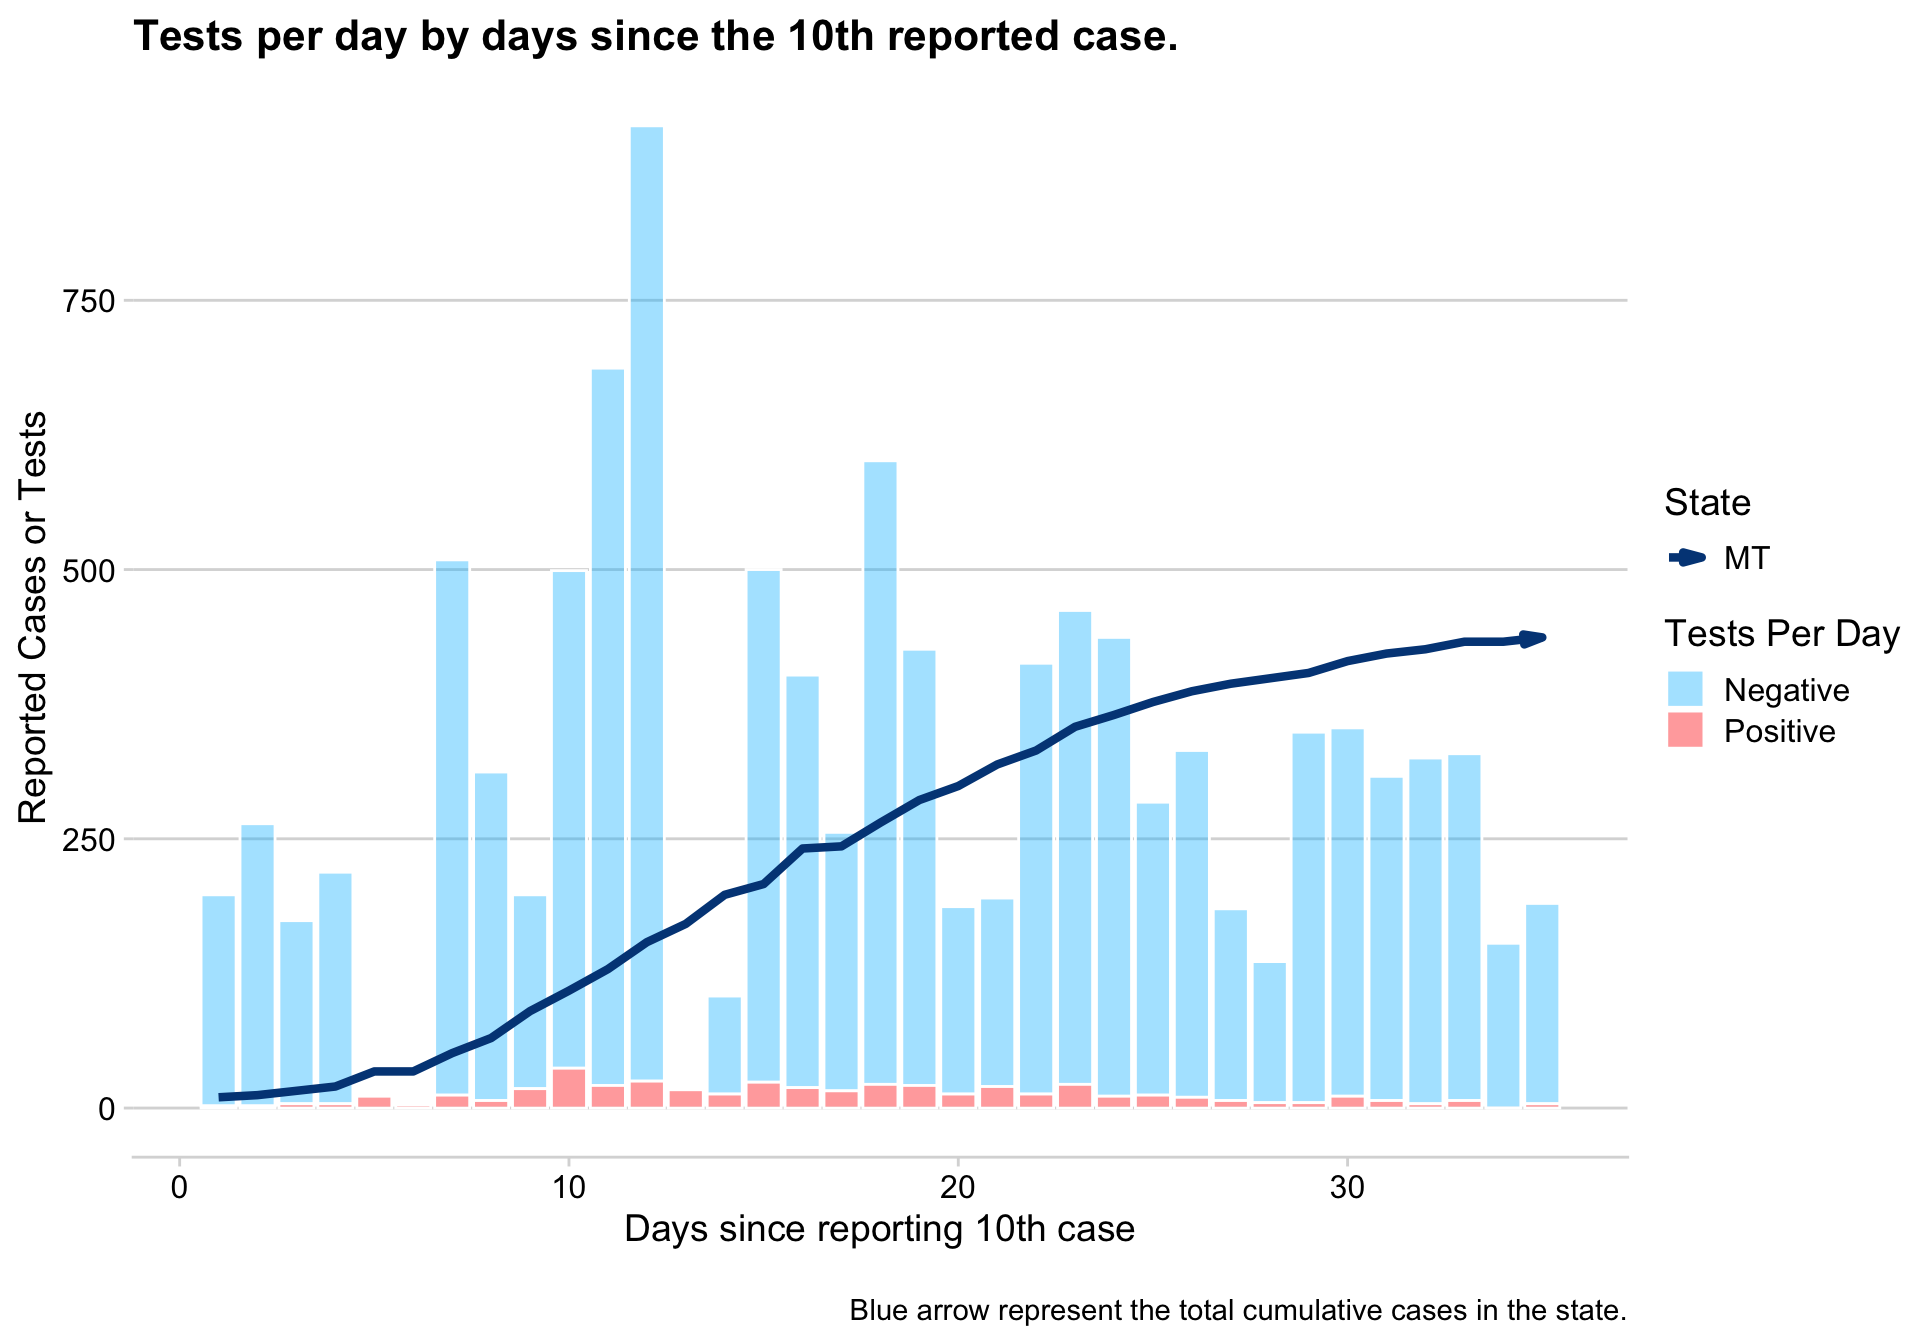 Tests per day by days since the 10th reported case.
750
500
250
0
Reported Cases or Tests
0 10 20 30
Days since reporting 10th case
State
MT
Tests Per Day
Negative
Positive
Blue arrow represent the total cumulative cases in the state.